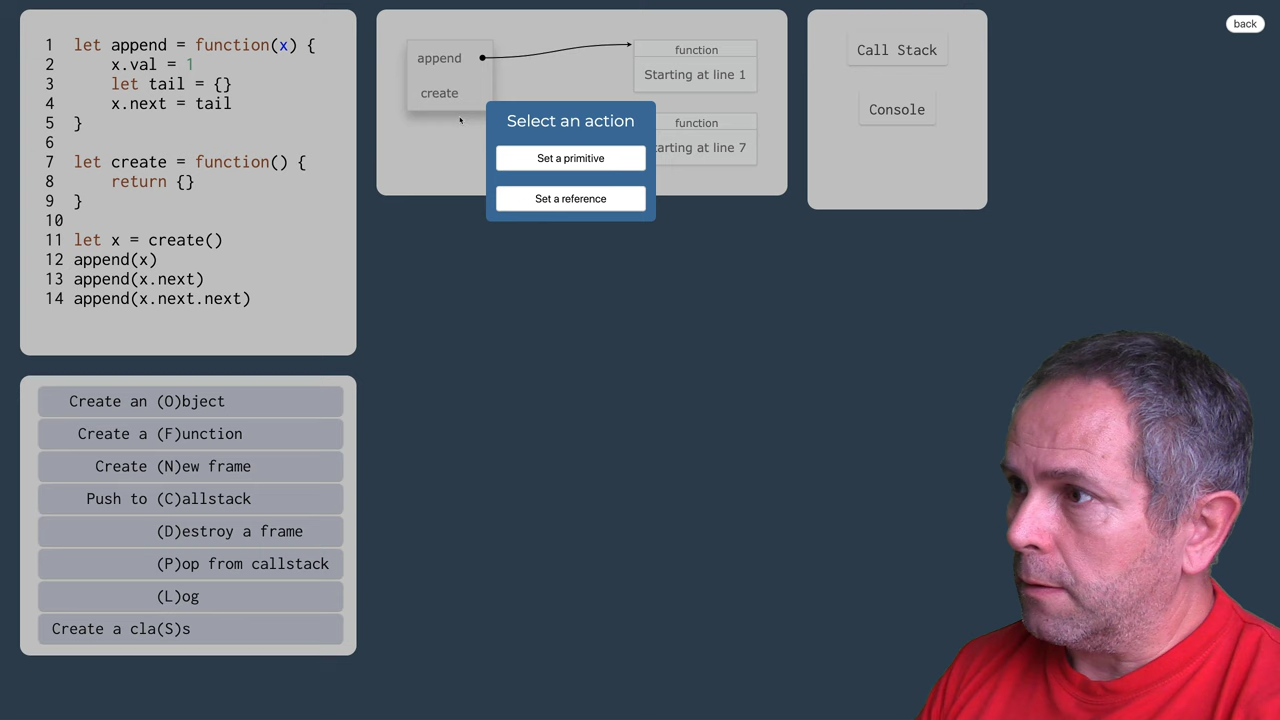 1 let append = function(x) {
2 x.val = 1
3 let tail = {}
4 x.next = tail
5 }
6
7 let create = function() {
8 return {}
9 }
10
11 let x = create()
12 append(x)
13 append(x.next)
14 append(x.next.next)
Create an (O)bject
Create a (F)unction
Create (N)ew frame
Push to (C)allstack
(D)estroy a frame
(P)op from callstack
(L)og
Create a cla(S)s
append
create
function
Starting at line 1
function
arting at line 7
Select an action
Set a primitive
Set a reference
Call Stack
Console
back